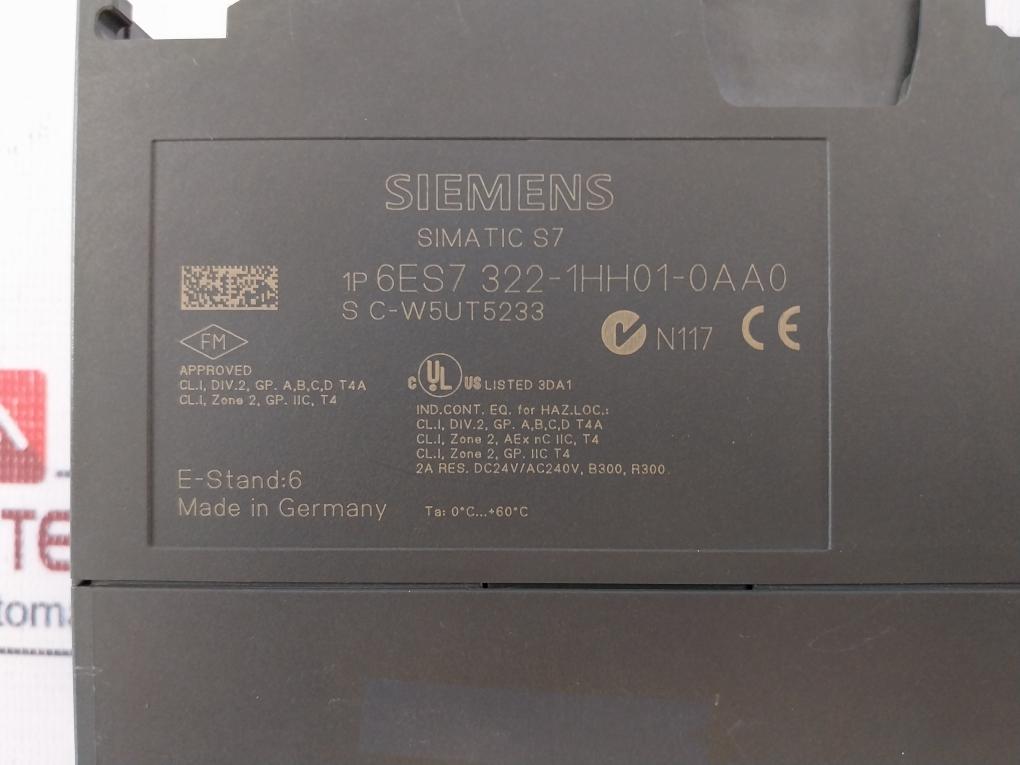 SIEMENS
SIMATIC S7
1P 6ES7 322-1HH01-0AA0
S C-W5UT5233
N117 CE
FM
APPROVED
CL.I, DIV.2, GP. A,B,C,D T4A
CL.I, Zone 2, GP. IIC, T4
c UL US LISTED 3DA1
IND.CONT. EQ. for HAZ.LOC.:
CL.I, DIV.2, GP. A,B,C,D T4A
CL.I, Zone 2, AEx nC IIC, T4
CL.I, Zone 2, GP. IIC T4
2A RES. DC24V/AC240V, B300, R300
E-Stand:6
Made in Germany
Ta: 0°C...+60°C